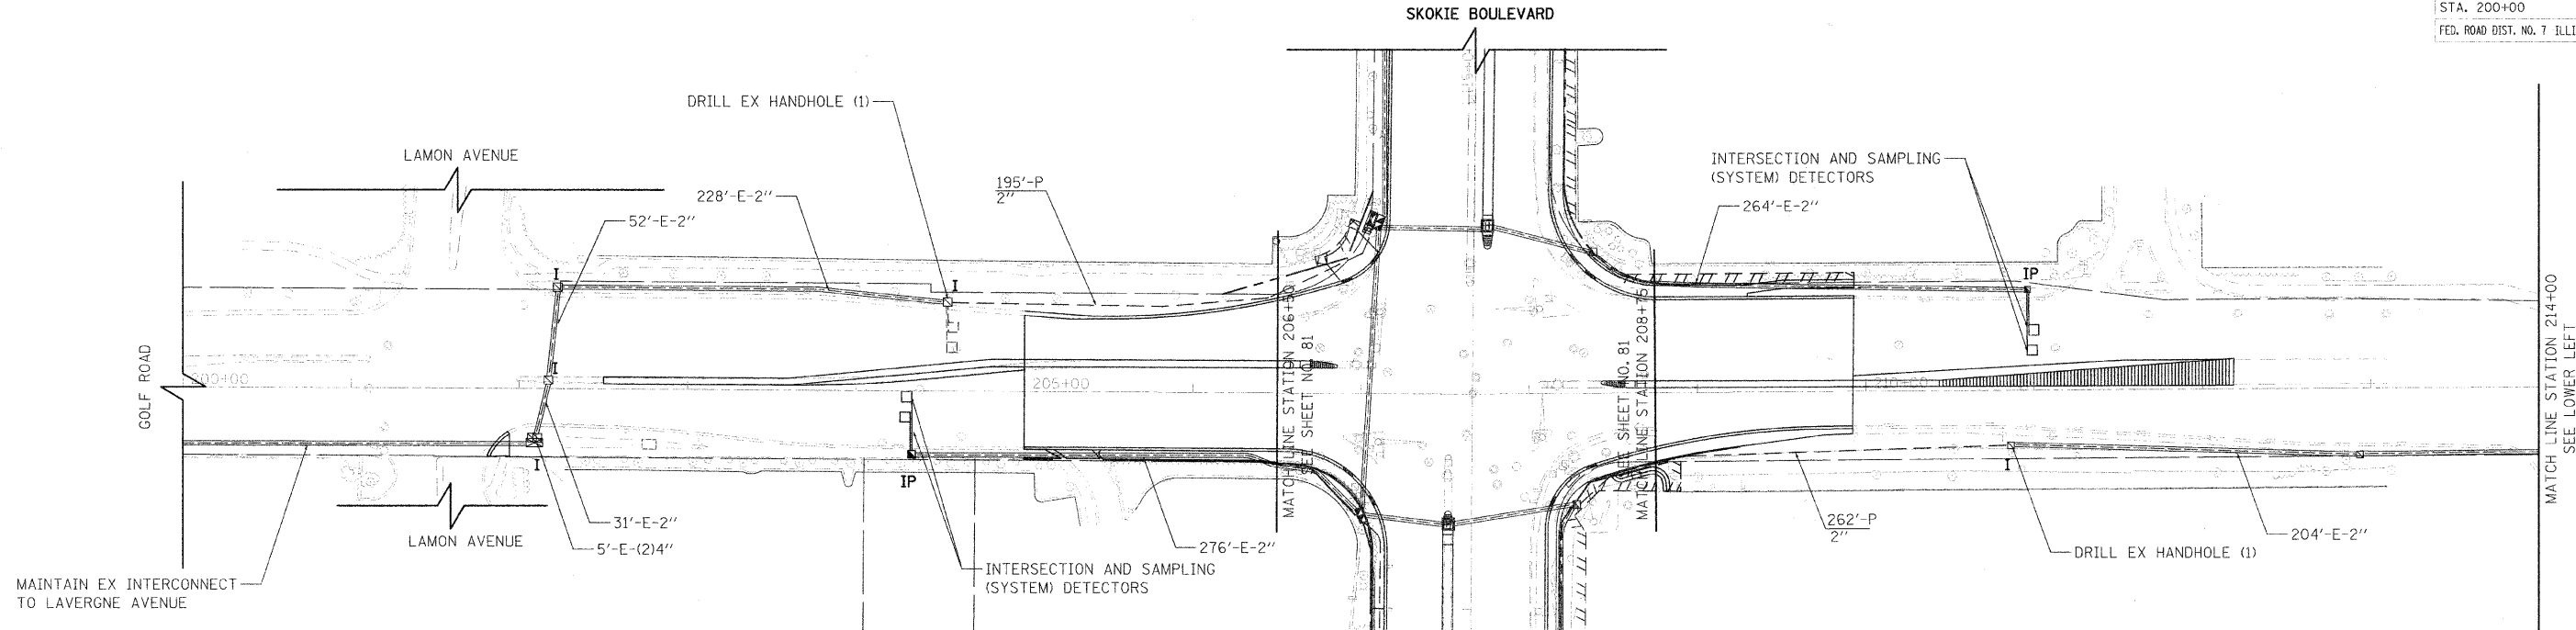 SKOKIE BOULEVARD
STA. 200+00
FED. ROAD DIST. NO. 7 ILLI
DRILL EX HANDHOLE (1)
LAMON AVENUE
228'-E-2''
52'-E-2''
195'-P
2''
INTERSECTION AND SAMPLING
(SYSTEM) DETECTORS
264'-E-2''
I
I
IP
I
GOLF ROAD
200+00
205+00
210+00
MATCH LINE STATION 206+50
SEE SHEET NO. 81
SEE SHEET NO. 81
MATCH LINE STATION 208+75
MATCH LINE STATION 214+00
SEE LOWER LEFT
I
IP
I
31'-E-2''
5'-E-(2)4''
LAMON AVENUE
276'-E-2''
INTERSECTION AND SAMPLING
(SYSTEM) DETECTORS
262'-P
2''
204'-E-2''
DRILL EX HANDHOLE (1)
MAINTAIN EX INTERCONNECT
TO LAVERGNE AVENUE